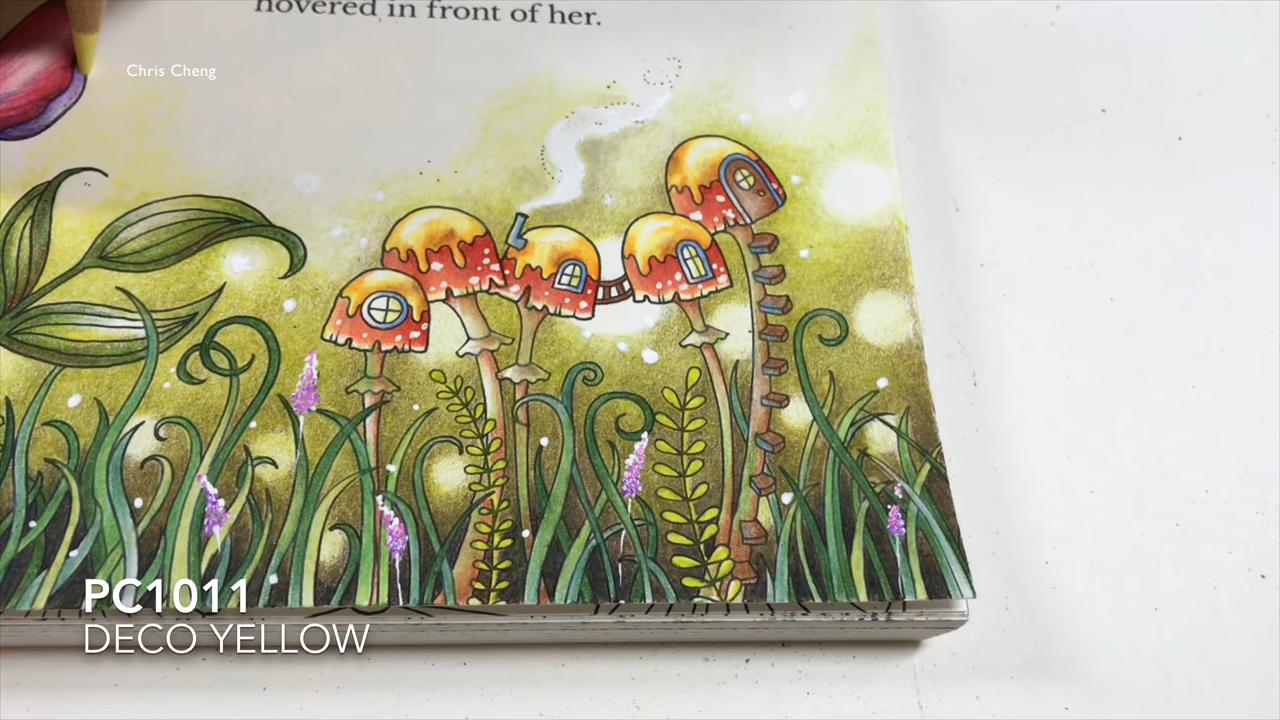 hovered in front of her.
Chris Cheng
PC1011
DECO YELLOW